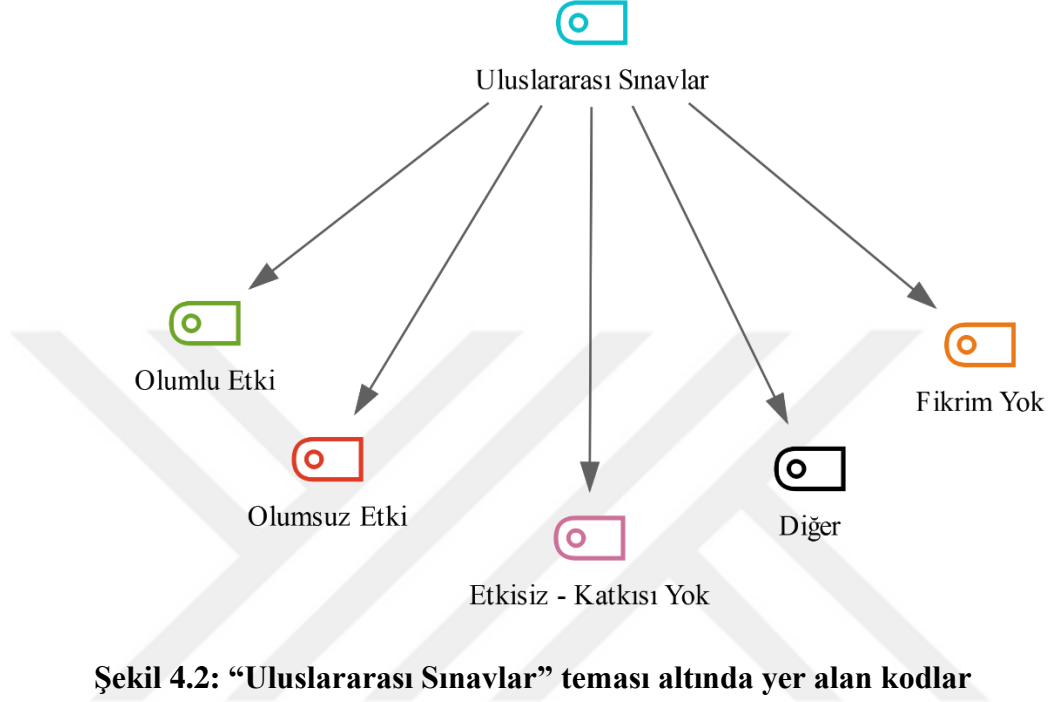 Uluslararası Sınavlar
Olumlu Etki
Fikrim Yok
Olumsuz Etki
Diğer
Etkisiz - Katkısı Yok
Şekil 4.2: “Uluslararası Sınavlar” teması altında yer alan kodlar